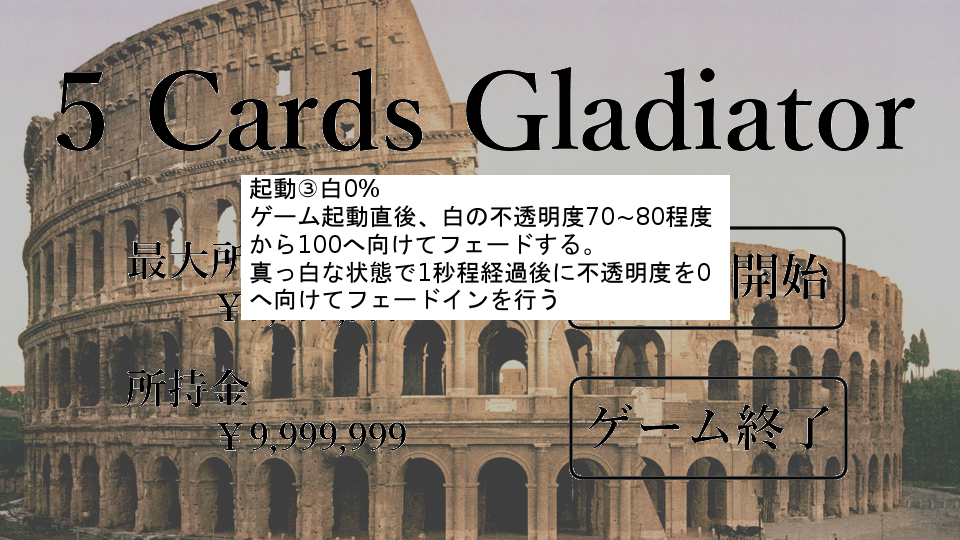 5 Cards Gladiator
起動③白0%
ゲーム起動直後、白の不透明度70~80程度
から100へ向けてフェードする。
真っ白な状態で1秒程経過後に不透明度を0
へ向けてフェードインを行う
最大所
開始
所持金
￥9,999,999
ゲーム終了